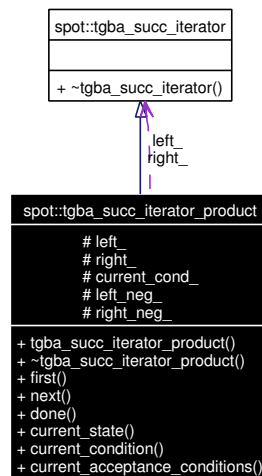 spot::tgba_succ_iterator
+ ~tgba_succ_iterator()
left_
right_
spot::tgba_succ_iterator_product
# left_
# right_
# current_cond_
# left_neg_
# right_neg_
+ tgba_succ_iterator_product()
+ ~tgba_succ_iterator_product()
+ first()
+ next()
+ done()
+ current_state()
+ current_condition()
+ current_acceptance_conditions()